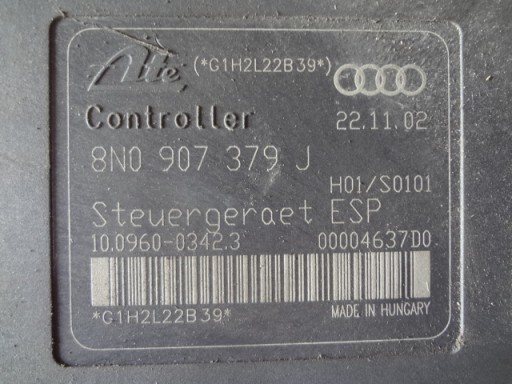 Ate (*G1H2L22B39*)
Controller 22.11.02
8N0 907 379 J
H01/S0101
Steuergeraet ESP
10.0960-0342.3 00004637D0
*G1H2L22B39*
MADE IN HUNGARY